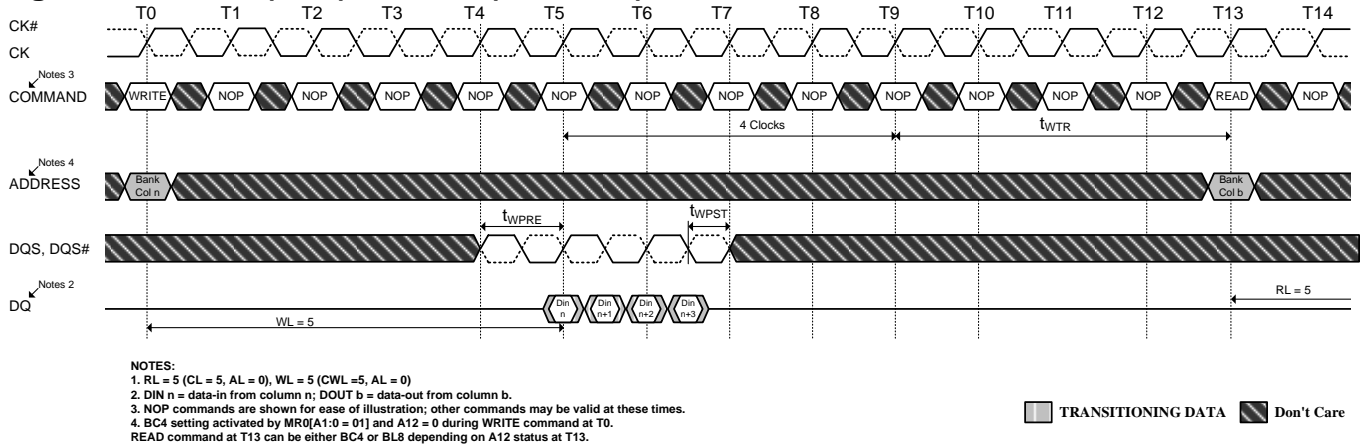 T0 T1 T2 T3 T4 T5 T6 T7 T8 T9 T10 T11 T12 T13 T14
CK#
CK
Notes 3
COMMAND
WRITE NOP NOP NOP NOP NOP NOP NOP NOP NOP NOP NOP NOP READ NOP
4 Clocks
tWTR
Notes 4
ADDRESS
Bank
Col n
Bank
Col b
tWPRE
tWPST
DQS, DQS#
Notes 2
DQ
Din
n
Din
n+1
Din
n+2
Din
n+3
WL = 5
RL = 5
NOTES:
1. RL = 5 (CL = 5, AL = 0), WL = 5 (CWL =5, AL = 0)
2. DIN n = data-in from column n; DOUT b = data-out from column b.
3. NOP commands are shown for ease of illustration; other commands may be valid at these times.
4. BC4 setting activated by MR0[A1:0 = 01] and A12 = 0 during WRITE command at T0.
READ command at T13 can be either BC4 or BL8 depending on A12 status at T13.
TRANSITIONING DATA
Don't Care